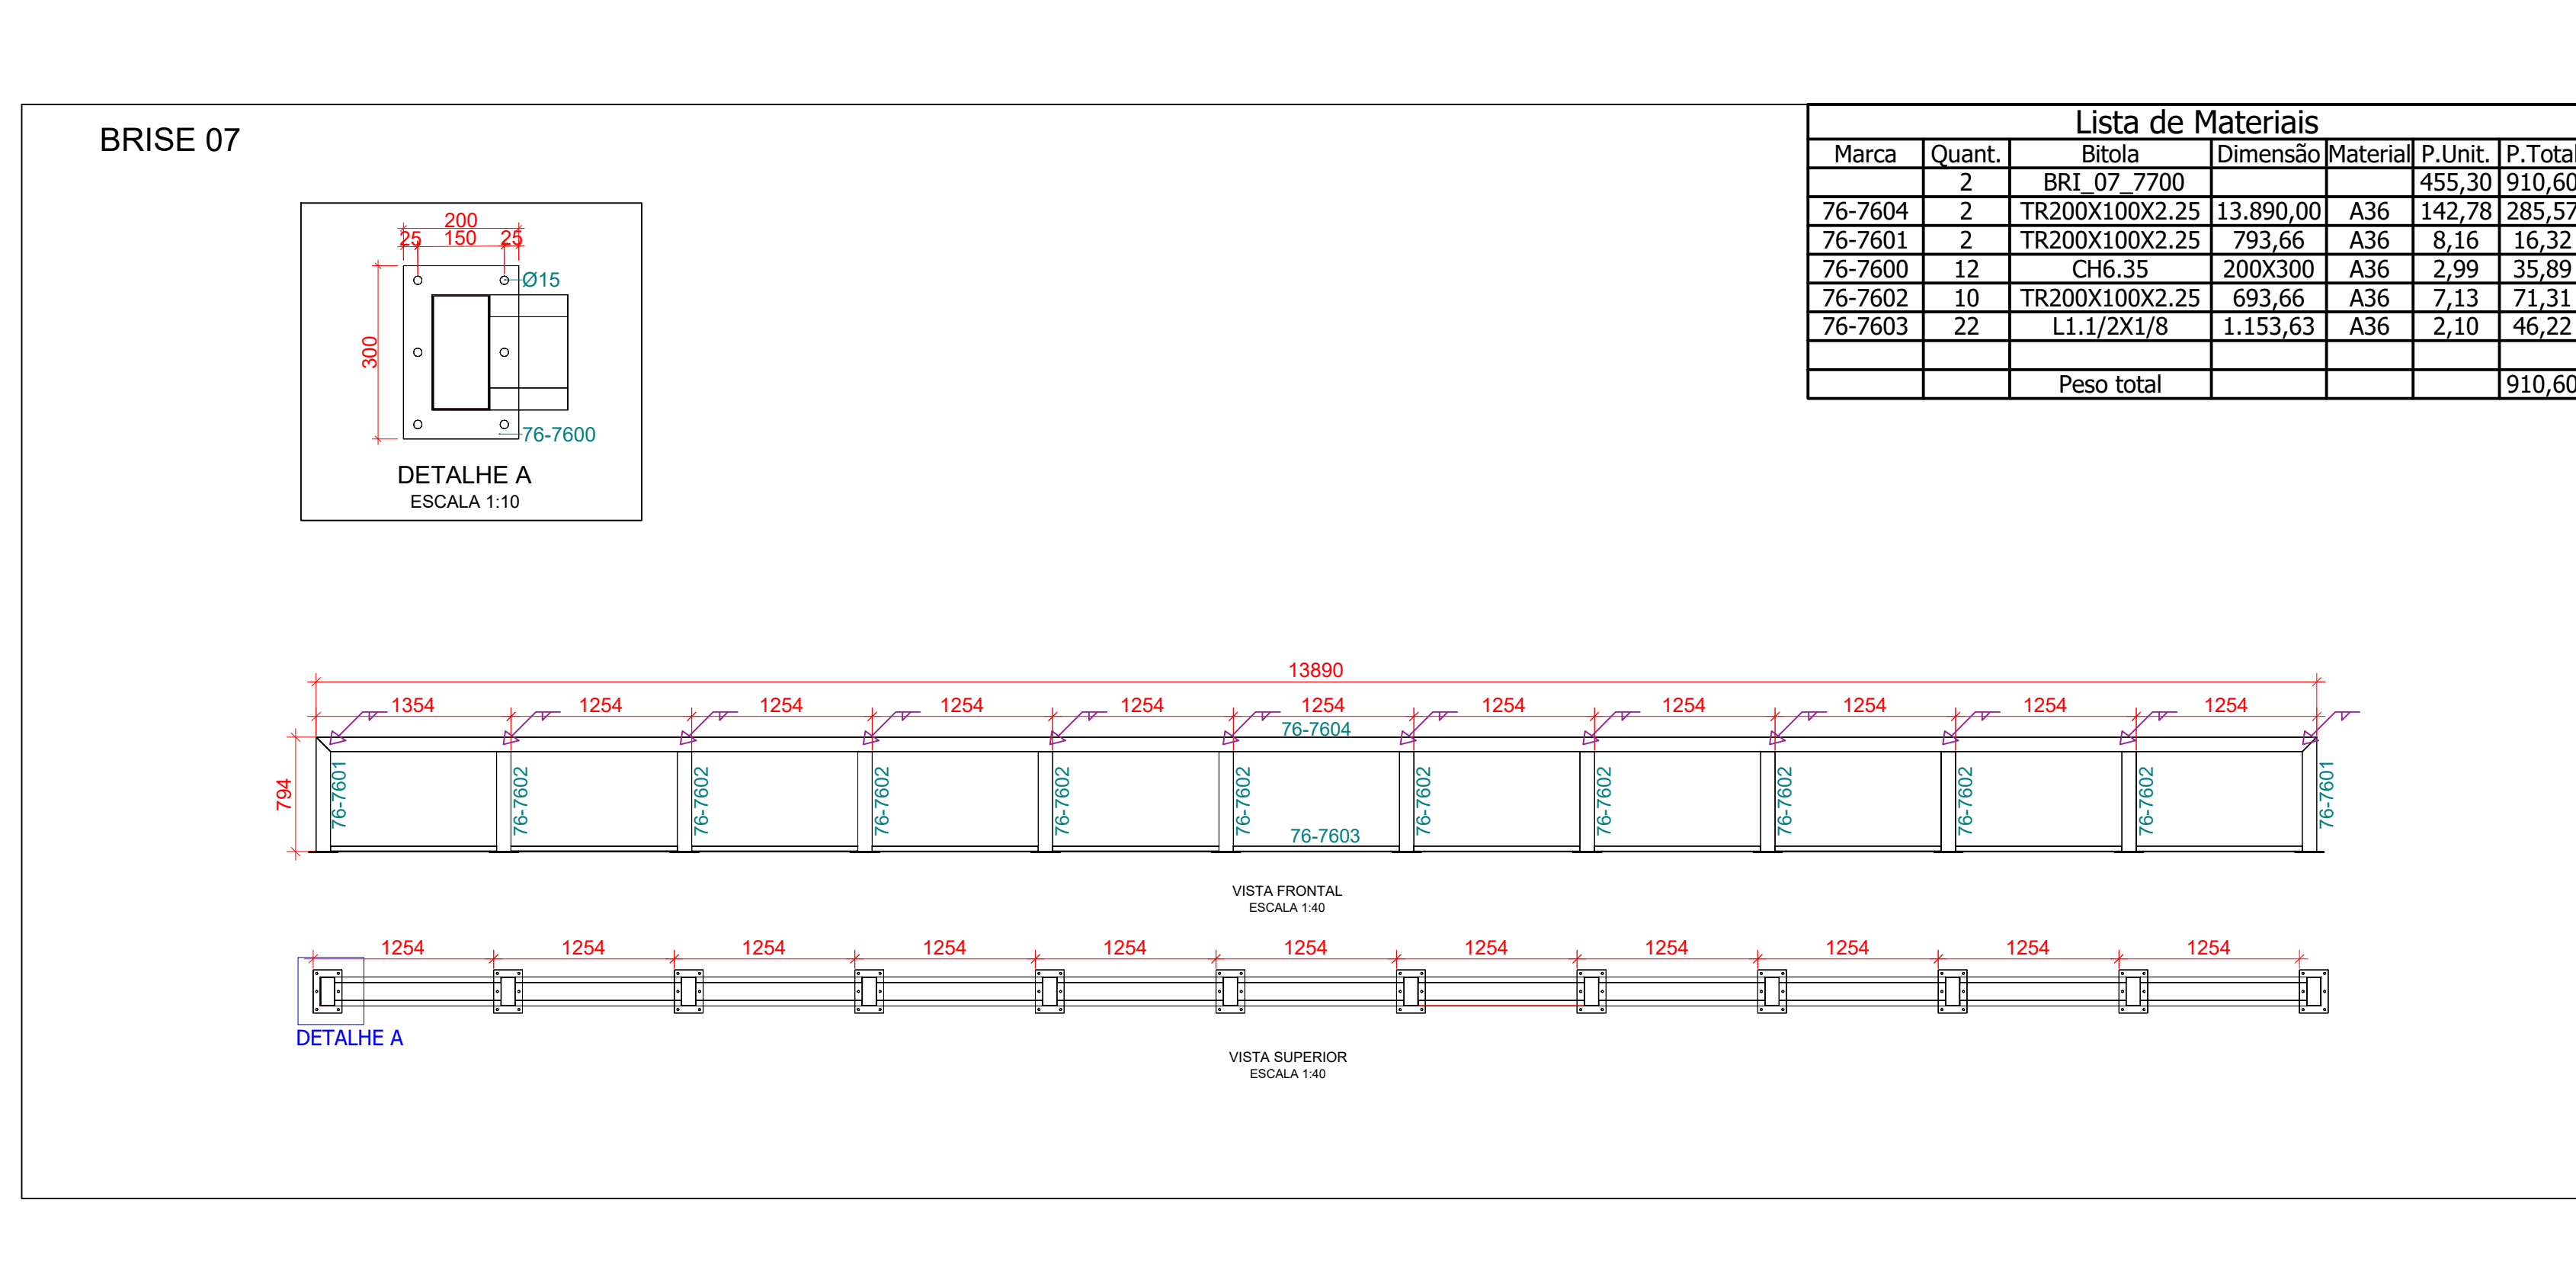 BRISE 07
Lista de Materiais
Marca Quant. Bitola Dimensão Material P.Unit. P.Total
2 BRI_07_7700 455,30 910,60
76-7604 2 TR200X100X2.25 13.890,00 A36 142,78 285,57
76-7601 2 TR200X100X2.25 793,66 A36 8,16 16,32
76-7600 12 CH6.35 200X300 A36 2,99 35,89
76-7602 10 TR200X100X2.25 693,66 A36 7,13 71,31
76-7603 22 L1.1/2X1/8 1.153,63 A36 2,10 46,22
Peso total 910,60
200
25 150 25
Ø15
300
76-7600
DETALHE A
ESCALA 1:10
13890
1354 1254 1254 1254 1254 1254 1254 1254 1254 1254 1254
76-7604
794
76-7601 76-7602 76-7602 76-7602 76-7602 76-7602 76-7602 76-7602 76-7602 76-7602 76-7602 76-7601
76-7603
VISTA FRONTAL
ESCALA 1:40
1254 1254 1254 1254 1254 1254 1254 1254 1254 1254 1254
DETALHE A
VISTA SUPERIOR
ESCALA 1:40